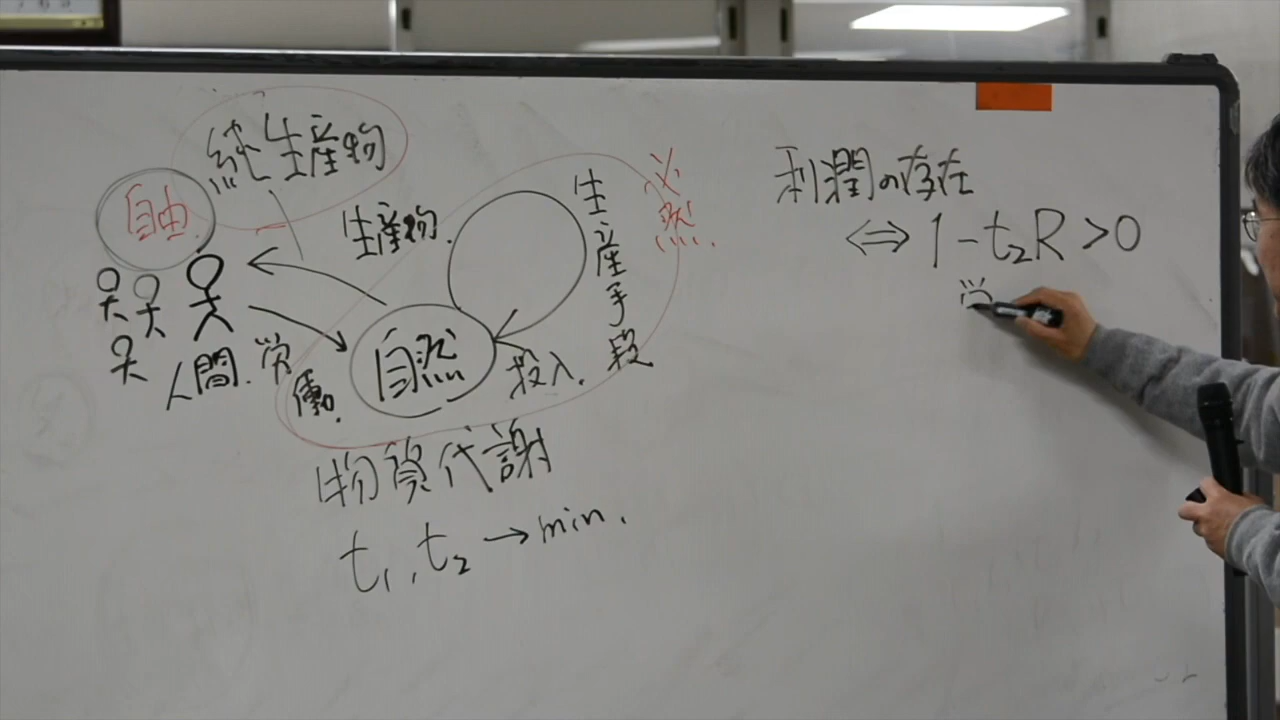 純生産物
自由
生産物.
生産手段
必然.
人間.
労働.
自然
投入.
物質代謝
t₁, t₂ → min.
利潤の存在
⇔ 1 - t₂R > 0